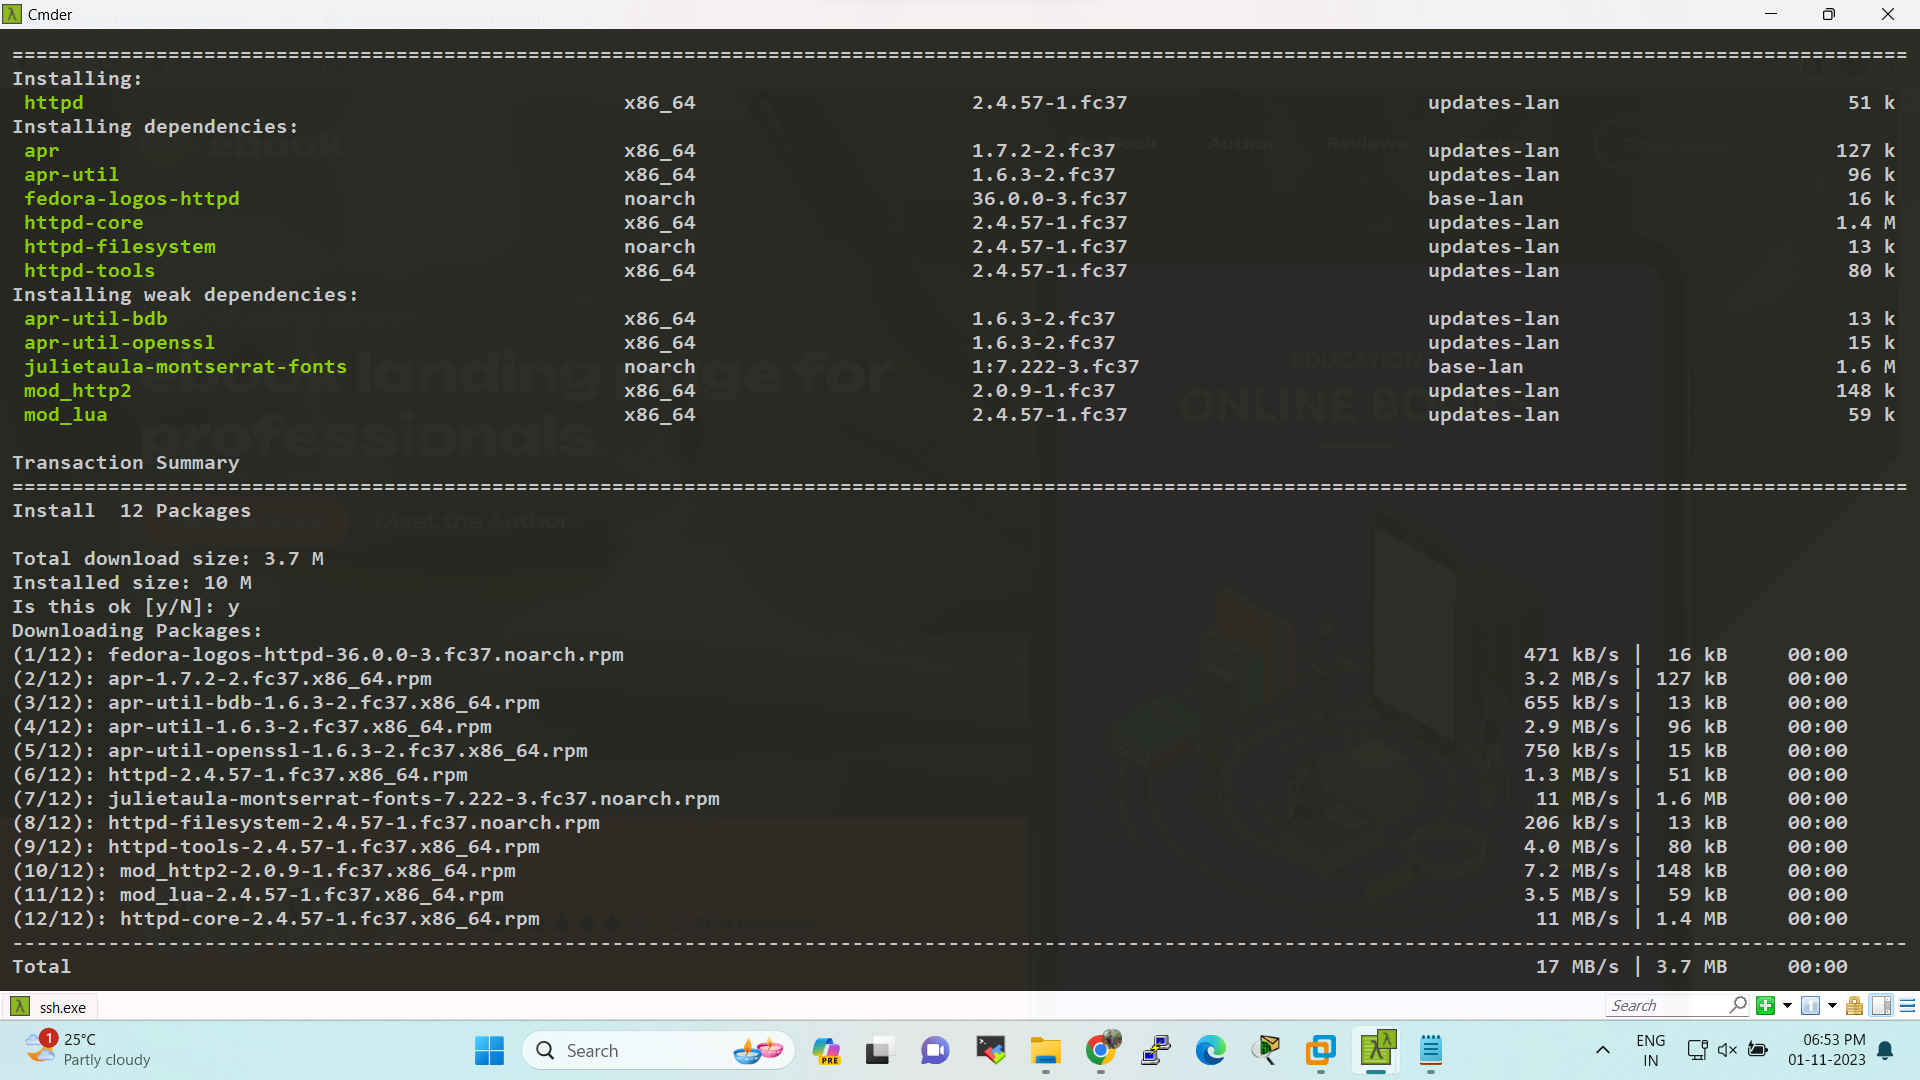 Cmder
================================================================================
Installing:
httpd x86_64 2.4.57-1.fc37 updates-lan 51 k
Installing dependencies:
apr x86_64 1.7.2-2.fc37 updates-lan 127 k
apr-util x86_64 1.6.3-2.fc37 updates-lan 96 k
fedora-logos-httpd noarch 36.0.0-3.fc37 base-lan 16 k
httpd-core x86_64 2.4.57-1.fc37 updates-lan 1.4 M
httpd-filesystem noarch 2.4.57-1.fc37 updates-lan 13 k
httpd-tools x86_64 2.4.57-1.fc37 updates-lan 80 k
Installing weak dependencies:
apr-util-bdb x86_64 1.6.3-2.fc37 updates-lan 13 k
apr-util-openssl x86_64 1.6.3-2.fc37 updates-lan 15 k
julietaula-montserrat-fonts noarch 1:7.222-3.fc37 base-lan 1.6 M
mod_http2 x86_64 2.0.9-1.fc37 updates-lan 148 k
mod_lua x86_64 2.4.57-1.fc37 updates-lan 59 k
Transaction Summary
================================================================================
Install 12 Packages
Total download size: 3.7 M
Installed size: 10 M
Is this ok [y/N]: y
Downloading Packages:
(1/12): fedora-logos-httpd-36.0.0-3.fc37.noarch.rpm 471 kB/s | 16 kB 00:00
(2/12): apr-1.7.2-2.fc37.x86_64.rpm 3.2 MB/s | 127 kB 00:00
(3/12): apr-util-bdb-1.6.3-2.fc37.x86_64.rpm 655 kB/s | 13 kB 00:00
(4/12): apr-util-1.6.3-2.fc37.x86_64.rpm 2.9 MB/s | 96 kB 00:00
(5/12): apr-util-openssl-1.6.3-2.fc37.x86_64.rpm 750 kB/s | 15 kB 00:00
(6/12): httpd-2.4.57-1.fc37.x86_64.rpm 1.3 MB/s | 51 kB 00:00
(7/12): julietaula-montserrat-fonts-7.222-3.fc37.noarch.rpm 11 MB/s | 1.6 MB 00:00
(8/12): httpd-filesystem-2.4.57-1.fc37.noarch.rpm 206 kB/s | 13 kB 00:00
(9/12): httpd-tools-2.4.57-1.fc37.x86_64.rpm 4.0 MB/s | 80 kB 00:00
(10/12): mod_http2-2.0.9-1.fc37.x86_64.rpm 7.2 MB/s | 148 kB 00:00
(11/12): mod_lua-2.4.57-1.fc37.x86_64.rpm 3.5 MB/s | 59 kB 00:00
(12/12): httpd-core-2.4.57-1.fc37.x86_64.rpm 11 MB/s | 1.4 MB 00:00
--------------------------------------------------------------------------------
Total 17 MB/s | 3.7 MB 00:00
ebook
Author Reviews
ebook landing page for
professionals
Meet the Author
EDUCATION
ONLINE
2,564 reviews
ssh.exe Search
1 25°C
Partly cloudy
Search
PRE
ENG
IN
06:53 PM
01-11-2023